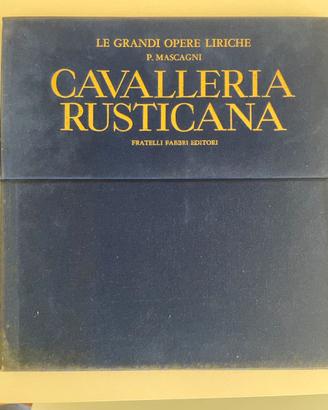 LE GRANDI OPERE LIRICHE
P. MASCAGNI
CAVALLERIA
RUSTICANA
FRATELLI FABBRI EDITORI